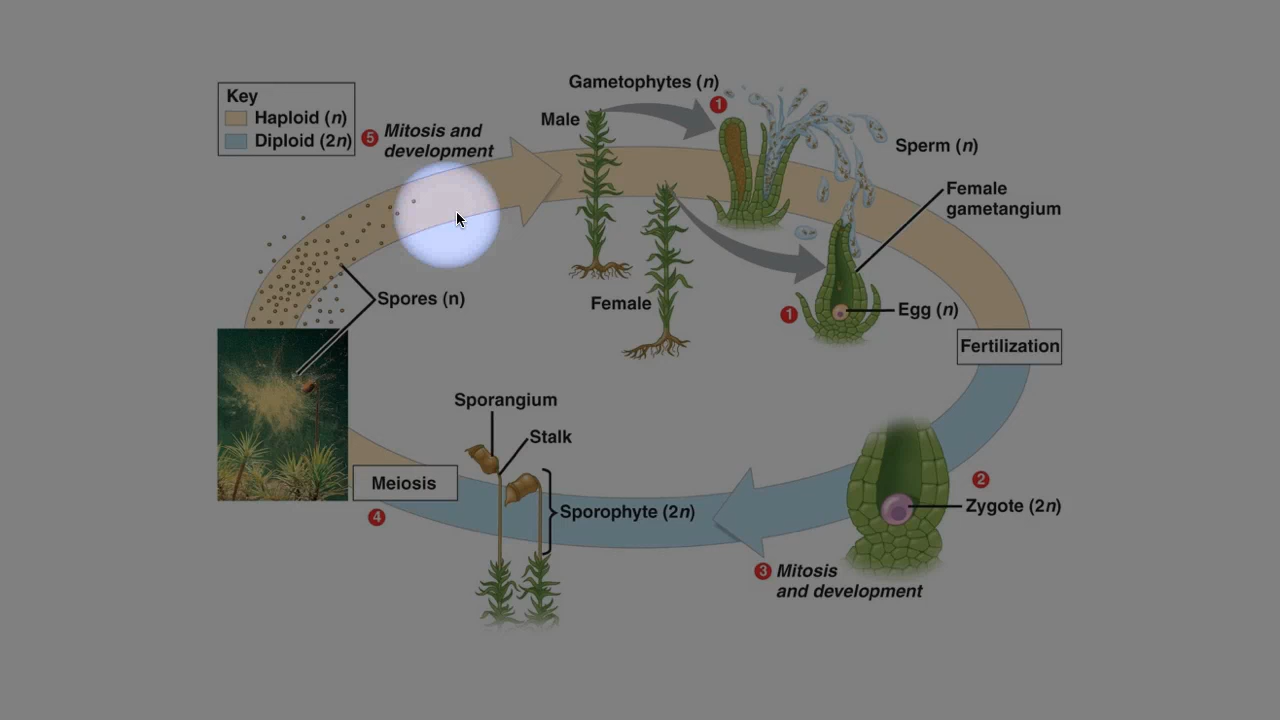 Key
Haploid (n)
Diploid (2n)
5 Mitosis and
development
Gametophytes (n)
Male
1
Sperm (n)
Female
gametangium
Spores (n)
Female
1
Egg (n)
Fertilization
Sporangium
Stalk
Meiosis
4
Sporophyte (2n)
2
Zygote (2n)
3 Mitosis
and development